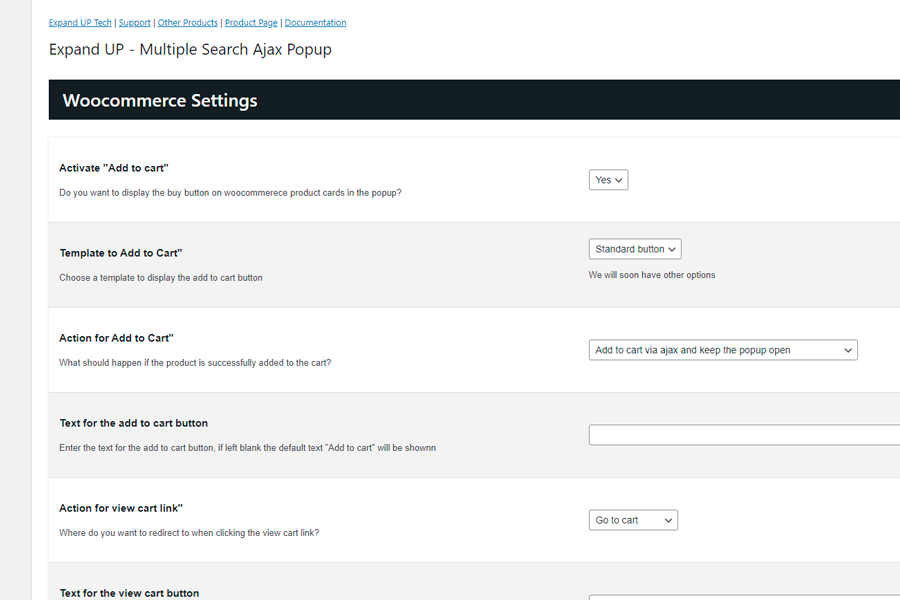 Expand UP Tech | Support | Other Products | Product Page | Documentation
Expand UP - Multiple Search Ajax Popup
Woocommerce Settings
Activate "Add to cart"
Do you want to display the buy button on woocommerece product cards in the popup?
Yes
Template to Add to Cart"
Choose a template to display the add to cart button
Standard button
We will soon have other options
Action for Add to Cart"
What should happen if the product is successfully added to the cart?
Add to cart via ajax and keep the popup open
Text for the add to cart button
Enter the text for the add to cart button, if left blank the default text "Add to cart" will be shownn
Action for view cart link"
Where do you want to redirect to when clicking the view cart link?
Go to cart
Text for the view cart button